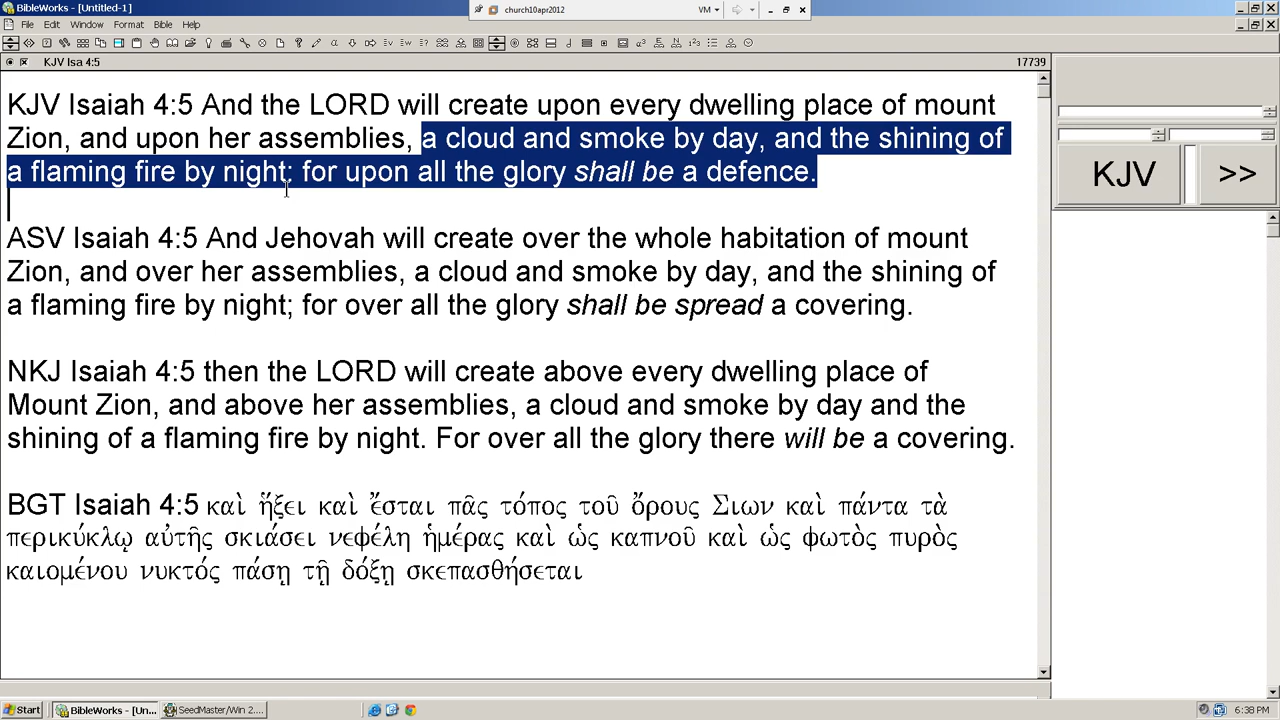 BibleWorks - [Untitled-1]
church10apr2012
VM
File Edit Window Format Bible Help
KJV Isa 4:5
17739
KJV Isaiah 4:5 And the LORD will create upon every dwelling place of mount
Zion, and upon her assemblies, a cloud and smoke by day, and the shining of
a flaming fire by night: for upon all the glory shall be a defence.
ASV Isaiah 4:5 And Jehovah will create over the whole habitation of mount
Zion, and over her assemblies, a cloud and smoke by day, and the shining of
a flaming fire by night; for over all the glory shall be spread a covering.
NKJ Isaiah 4:5 then the LORD will create above every dwelling place of
Mount Zion, and above her assemblies, a cloud and smoke by day and the
shining of a flaming fire by night. For over all the glory there will be a covering.
BGT Isaiah 4:5 καὶ ἥξει καὶ ἔσται πᾶς τόπος τοῦ ὄρους Σιων καὶ πάντα τὰ
περικύκλῳ αὐτῆς σκιάσει νεφέλη ἡμέρας καὶ ὡς καπνοῦ καὶ ὡς φωτὸς πυρὸς
καιομένου νυκτός πάσῃ τῇ δόξῃ σκεπασθήσεται
KJV >>
Start BibleWorks - [Un... SeedMaster/Win 2.... 6:38 PM